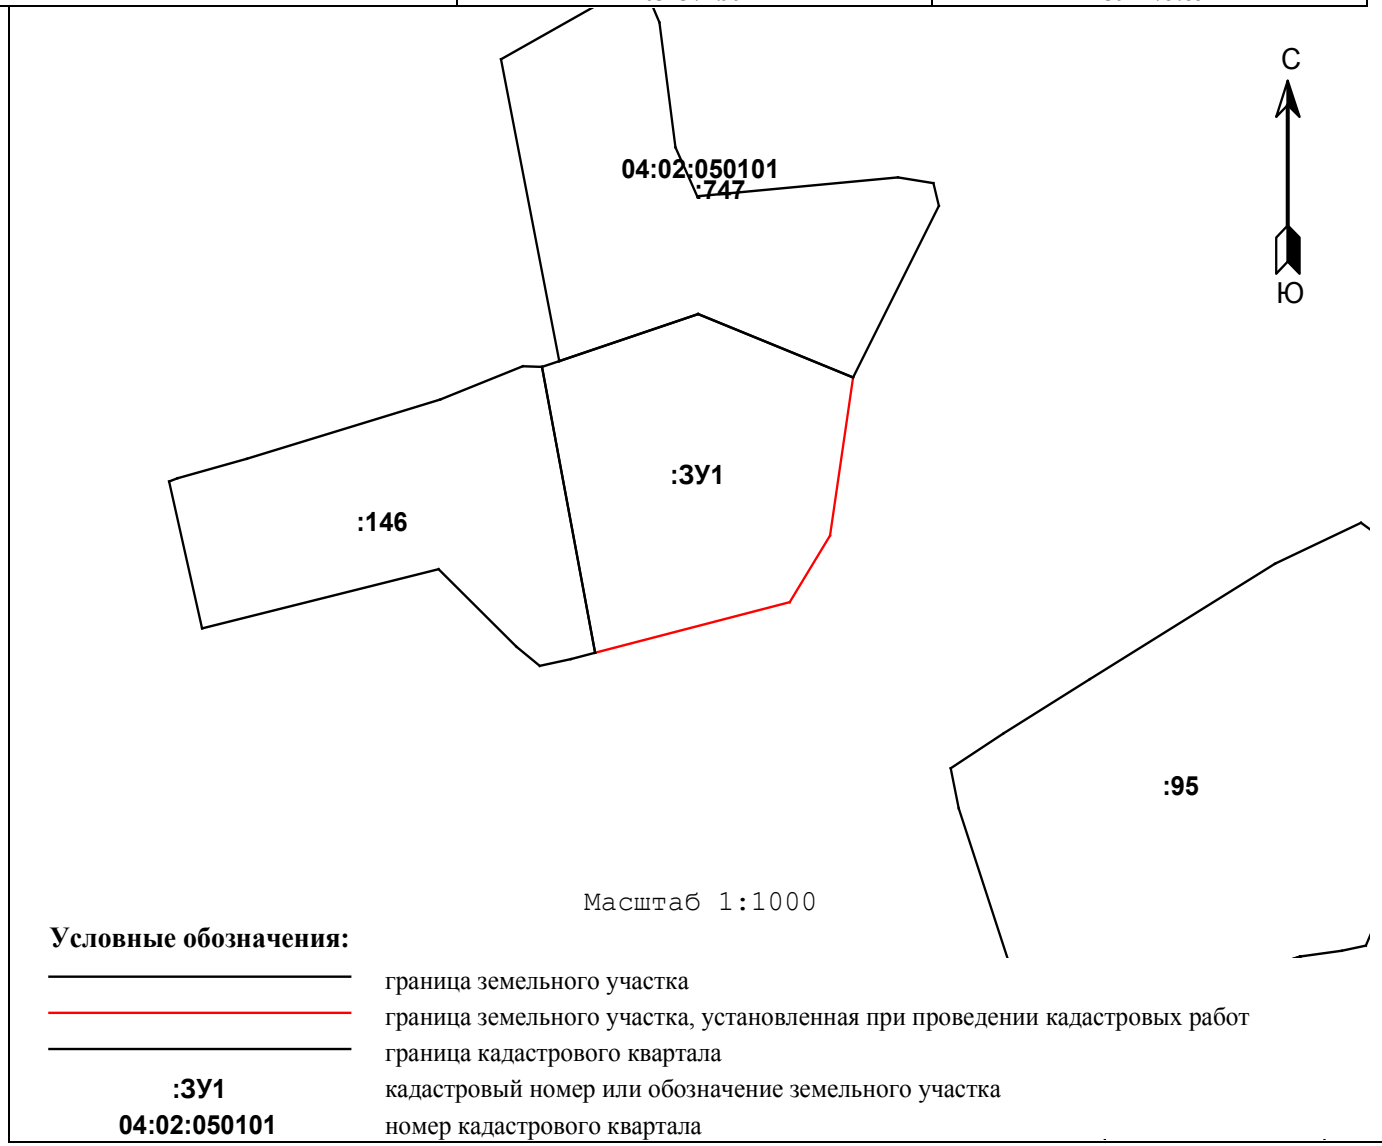 С
04:02:050101
:747
Ю
:ЗУ1
:146
:95
Масштаб 1:1000
Условные обозначения:
граница земельного участка
граница земельного участка, установленная при проведении кадастровых работ
граница кадастрового квартала
:ЗУ1 кадастровый номер или обозначение земельного участка
04:02:050101 номер кадастрового квартала